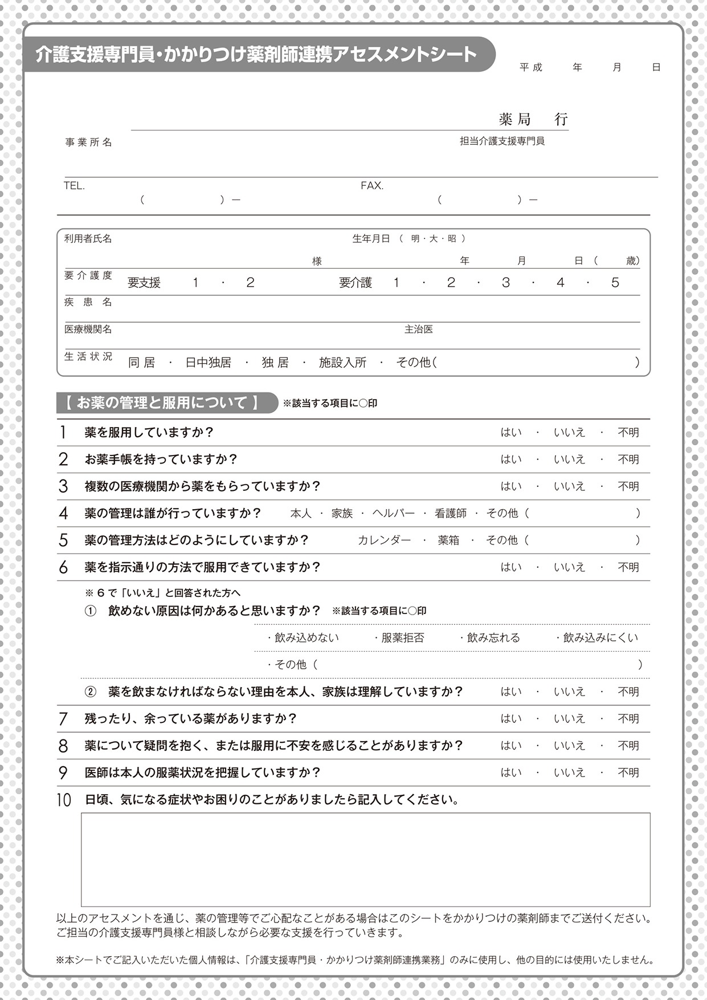 介護支援専門員・かかりつけ薬剤師連携アセスメントシート
平成 年 月 日
薬局 行
事業所名 担当介護支援専門員
TEL. FAX.
( ) − ( ) −
利用者氏名 生年月日 ( 明・大・昭 )
様 年 月 日 ( 歳)
要介護度 要支援 1 ・ 2 要介護 1 ・ 2 ・ 3 ・ 4 ・ 5
疾患名
医療機関名 主治医
生活状況 同居 ・ 日中独居 ・ 独居 ・ 施設入所 ・ その他( )
【 お薬の管理と服用について 】 ※該当する項目に○印
1 薬を服用していますか？ はい ・ いいえ ・ 不明
2 お薬手帳を持っていますか？ はい ・ いいえ ・ 不明
3 複数の医療機関から薬をもらっていますか？ はい ・ いいえ ・ 不明
4 薬の管理は誰が行っていますか？ 本人 ・ 家族 ・ ヘルパー ・ 看護師 ・ その他 ( )
5 薬の管理方法はどのようにしていますか？ カレンダー ・ 薬箱 ・ その他 ( )
6 薬を指示通りの方法で服用できていますか？ はい ・ いいえ ・ 不明
※ 6 で「いいえ」と回答された方へ
① 飲めない原因は何かあると思いますか？ ※該当する項目に○印
・飲み込めない ・服薬拒否 ・飲み忘れる ・飲み込みにくい
・その他 ( )
② 薬を飲まなければならない理由を本人、家族は理解していますか？ はい ・ いいえ ・ 不明
7 残ったり、余っている薬がありますか？ はい ・ いいえ ・ 不明
8 薬について疑問を抱く、または服用に不安を感じることがありますか？ はい ・ いいえ ・ 不明
9 医師は本人の服薬状況を把握していますか？ はい ・ いいえ ・ 不明
10 日頃、気になる症状やお困りのことがありましたら記入してください。
以上のアセスメントを通じ、薬の管理等でご心配なことがある場合はこのシートをかかりつけの薬剤師までご送付ください。
ご担当の介護支援専門員様と相談しながら必要な支援を行っていきます。
※本シートでご記入いただいた個人情報は、「介護支援専門員・かかりつけ薬剤師連携業務」のみに使用し、他の目的には使用いたしません。